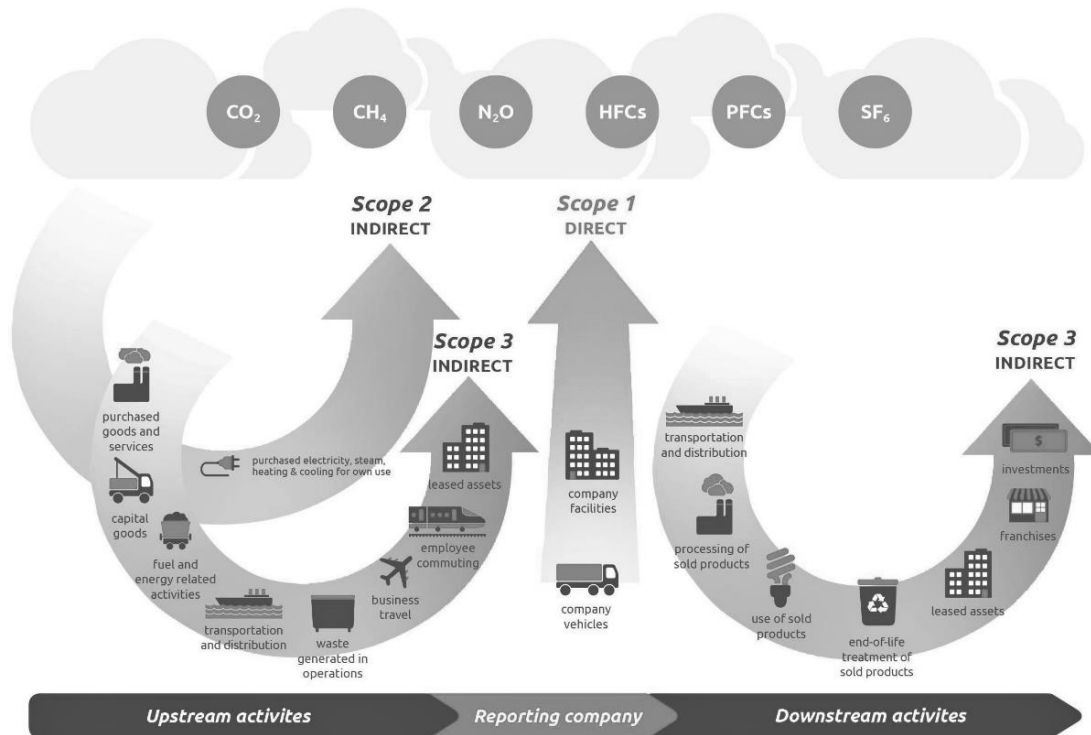 CO₂ CH₄ N₂O HFCs PFCs SF₆
Scope 2
INDIRECT
Scope 1
DIRECT
Scope 3
INDIRECT
Scope 3
INDIRECT
purchased
goods and
services
capital
goods
fuel and
energy related
activities
transportation
and distribution
waste
generated in
operations
business
travel
employee
commuting
leased assets
purchased electricity, steam,
heating & cooling for own use
company
facilities
company
vehicles
transportation
and distribution
processing of
sold products
use of sold
products
end-of-life
treatment of
sold products
leased assets
franchises
$
investments
Upstream activites
Reporting company
Downstream activites